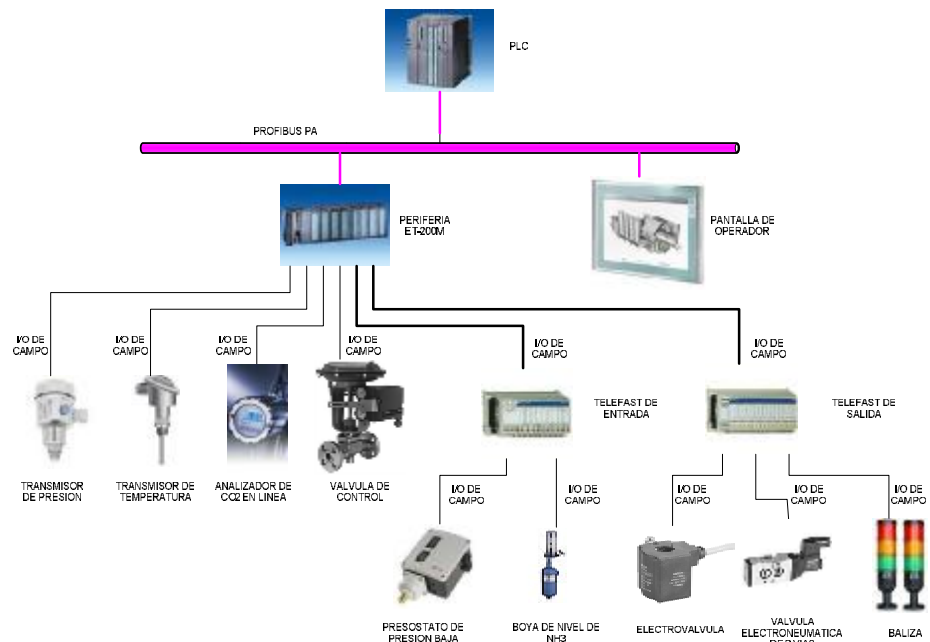 PLC
PROFIBUS PA
PERIFERIA
ET-200M
PANTALLA DE
OPERADOR
I/O DE
CAMPO
I/O DE
CAMPO
I/O DE
CAMPO
I/O DE
CAMPO
I/O DE
CAMPO
I/O DE
CAMPO
TELEFAST DE
ENTRADA
TELEFAST DE
SALIDA
TRANSMISOR
DE PRESION
TRANSMISOR DE
TEMPERATURA
ANALIZADOR DE
CO2 EN LINEA
VALVULA DE
CONTROL
I/O DE
CAMPO
I/O DE
CAMPO
I/O DE
CAMPO
I/O DE
CAMPO
I/O DE
CAMPO
PRESOSTATO DE
PRESION BAJA
BOYA DE NIVEL DE
NH3
ELECTROVALVULA
VALVULA
ELECTRONEUMATICA
BALIZA